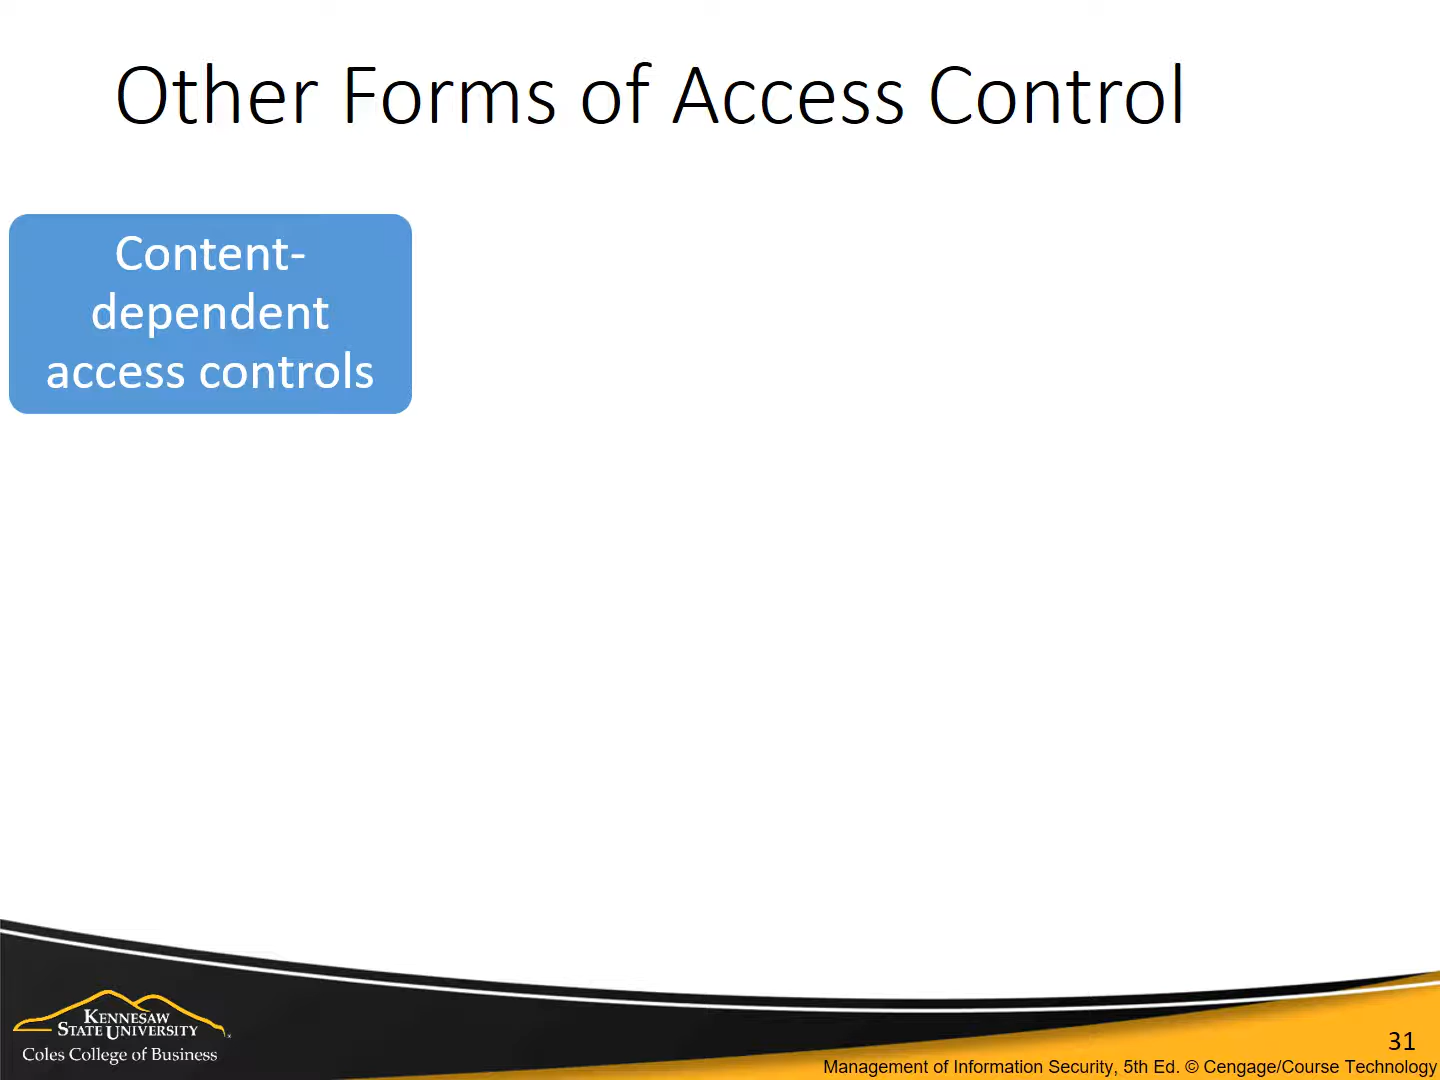 Other Forms of Access Control
Content-
dependent
access controls
KENNESAW
STATE UNIVERSITY
Coles College of Business
31
Management of Information Security, 5th Ed. © Cengage/Course Technology